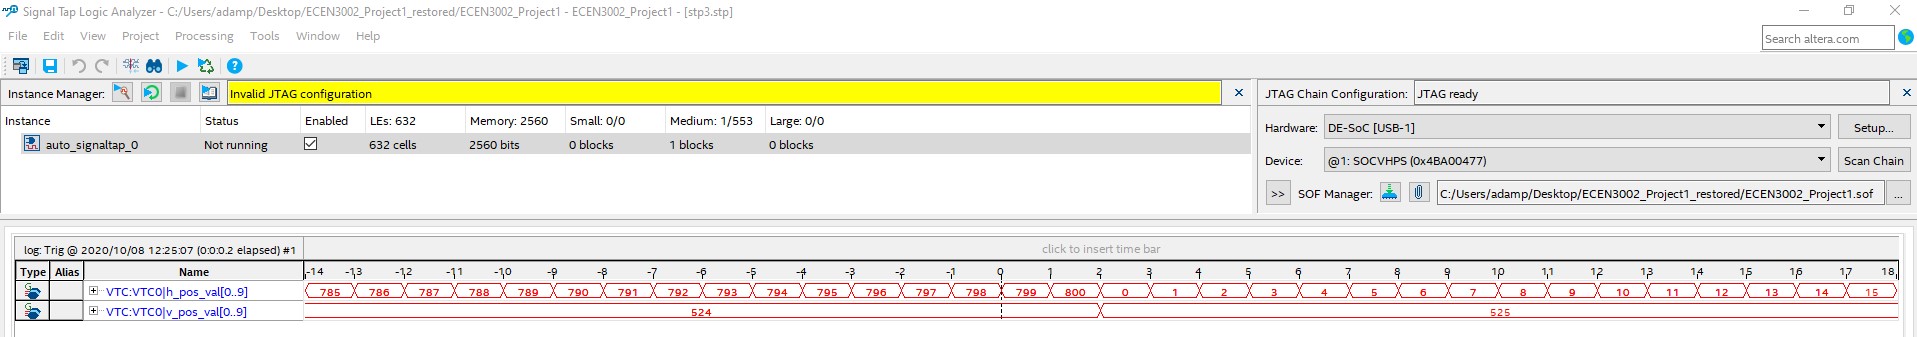 Signal Tap Logic Analyzer - C:/Users/adamp/Desktop/ECEN3002_Project1_restored/ECEN3002_Project1 - ECEN3002_Project1 - [stp3.stp]
File Edit View Project Processing Tools Window Help
Search altera.com
Instance Manager: Invalid JTAG configuration
Instance Status Enabled LEs: 632 Memory: 2560 Small: 0/0 Medium: 1/553 Large: 0/0
auto_signaltap_0 Not running 632 cells 2560 bits 0 blocks 1 blocks 0 blocks
JTAG Chain Configuration: JTAG ready
Hardware: DE-SoC [USB-1] Setup...
Device: @1: SOCVHPS (0x4BA00477) Scan Chain
>> SOF Manager: C:/Users/adamp/Desktop/ECEN3002_Project1_restored/ECEN3002_Project1.sof ...
log: Trig @ 2020/10/08 12:25:07 (0:0:0.2 elapsed) #1 click to insert time bar
Type Alias Name -14 -13 -12 -11 -10 -9 -8 -7 -6 -5 -4 -3 -2 -1 0 1 2 3 4 5 6 7 8 9 10 11 12 13 14 15 16 17 18
VTC:VTC0|h_pos_val[0..9] 785 786 787 788 789 790 791 792 793 794 795 796 797 798 799 800 0 1 2 3 4 5 6 7 8 9 10 11 12 13 14 15
VTC:VTC0|v_pos_val[0..9] 524 525